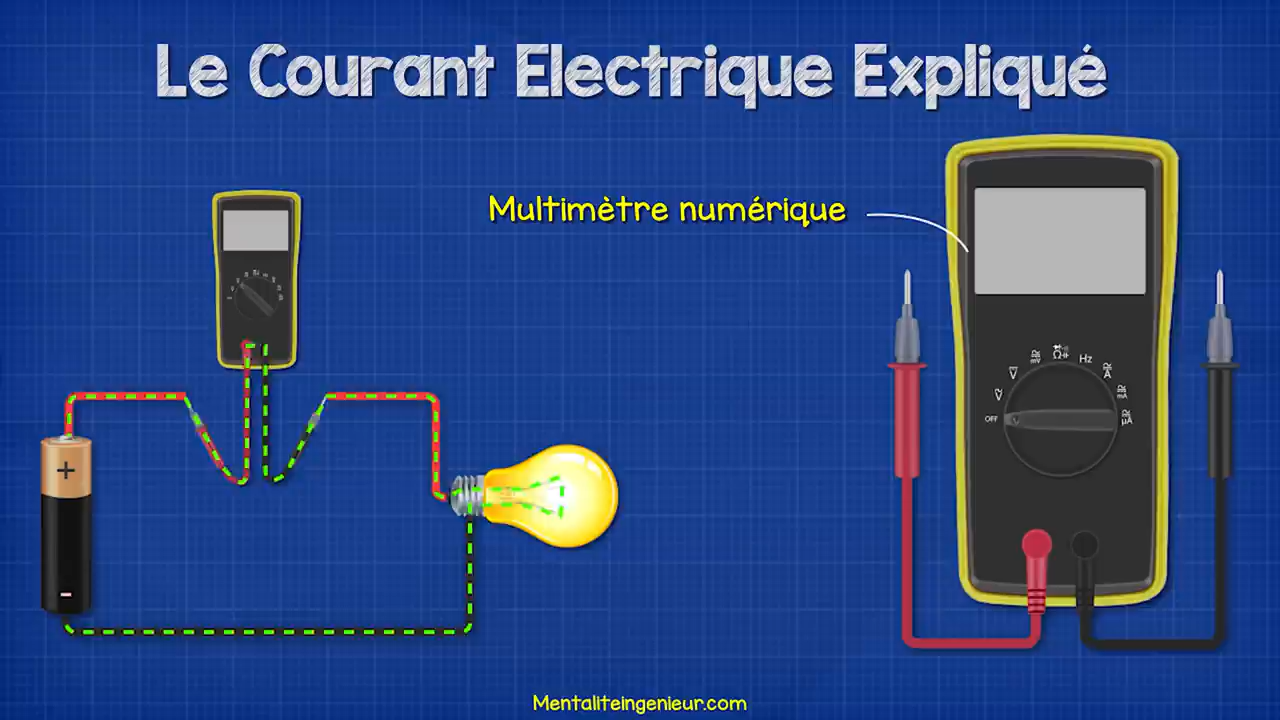 Le Courant Electrique Expliqué
Multimètre numérique
Hz
OFF
+
-
Mentaliteingenieur.com